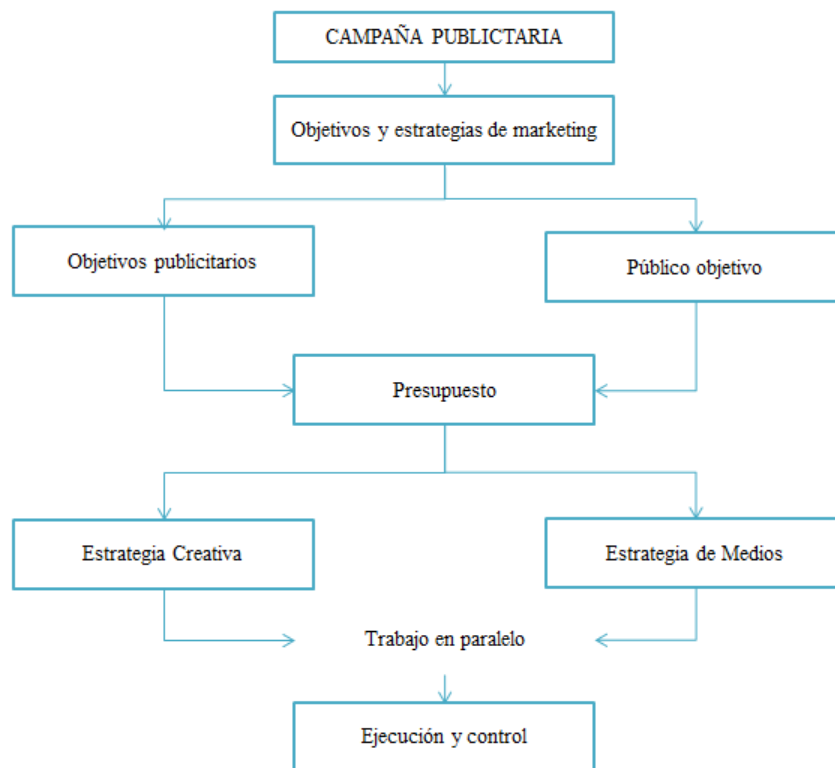 CAMPAÑA PUBLICTARIA
Objetivos y estrategias de marketing
Objetivos publicitarios
Público objetivo
Presupuesto
Estrategia Creativa
Estrategia de Medios
Trabajo en paralelo
Ejecución y control